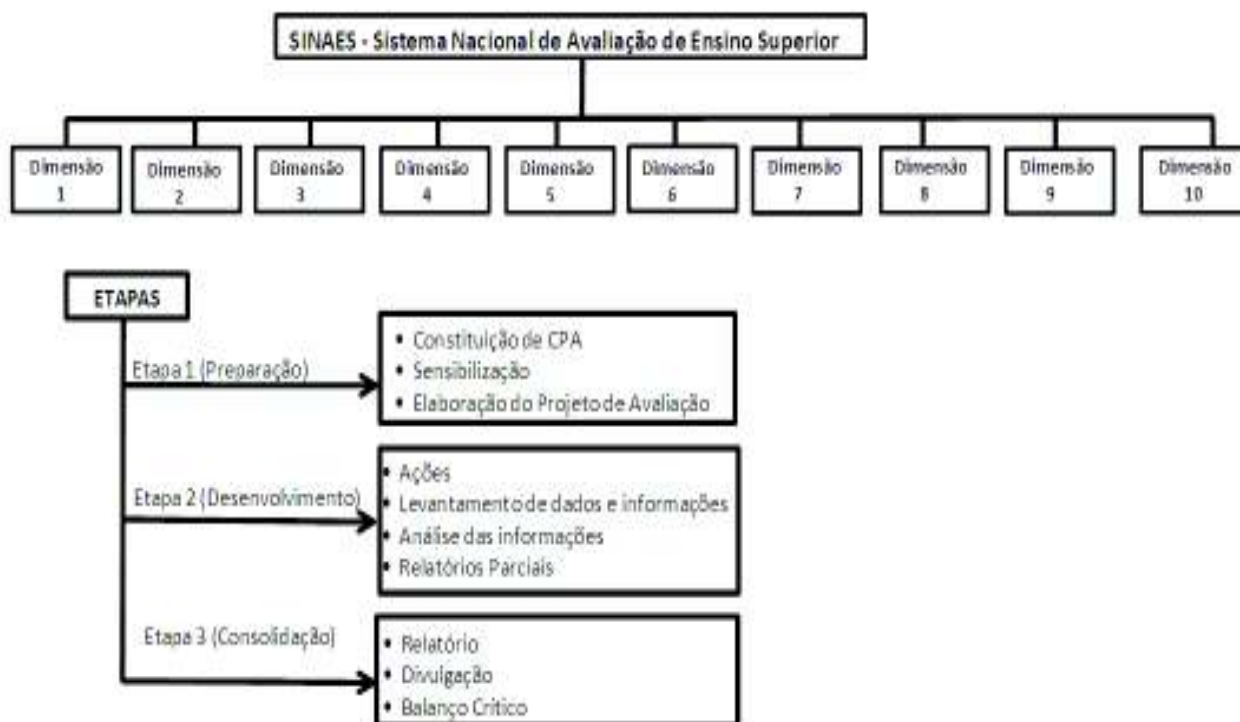 SINAES - Sistema Nacional de Avaliação de Ensino Superior
Dimensão
1
Dimensão
2
Dimensão
3
Dimensão
4
Dimensão
5
Dimensão
6
Dimensão
7
Dimensão
8
Dimensão
9
Dimensão
10
ETAPAS
Etapa 1 (Preparação)
• Constituição de CPA
• Sensibilização
• Elaboração do Projeto de Avaliação
Etapa 2 (Desenvolvimento)
• Ações
• Levantamento de dados e informações
• Análise das informações
• Relatórios Parciais
Etapa 3 (Consolidação)
• Relatório
• Divulgação
• Balanço Crítico